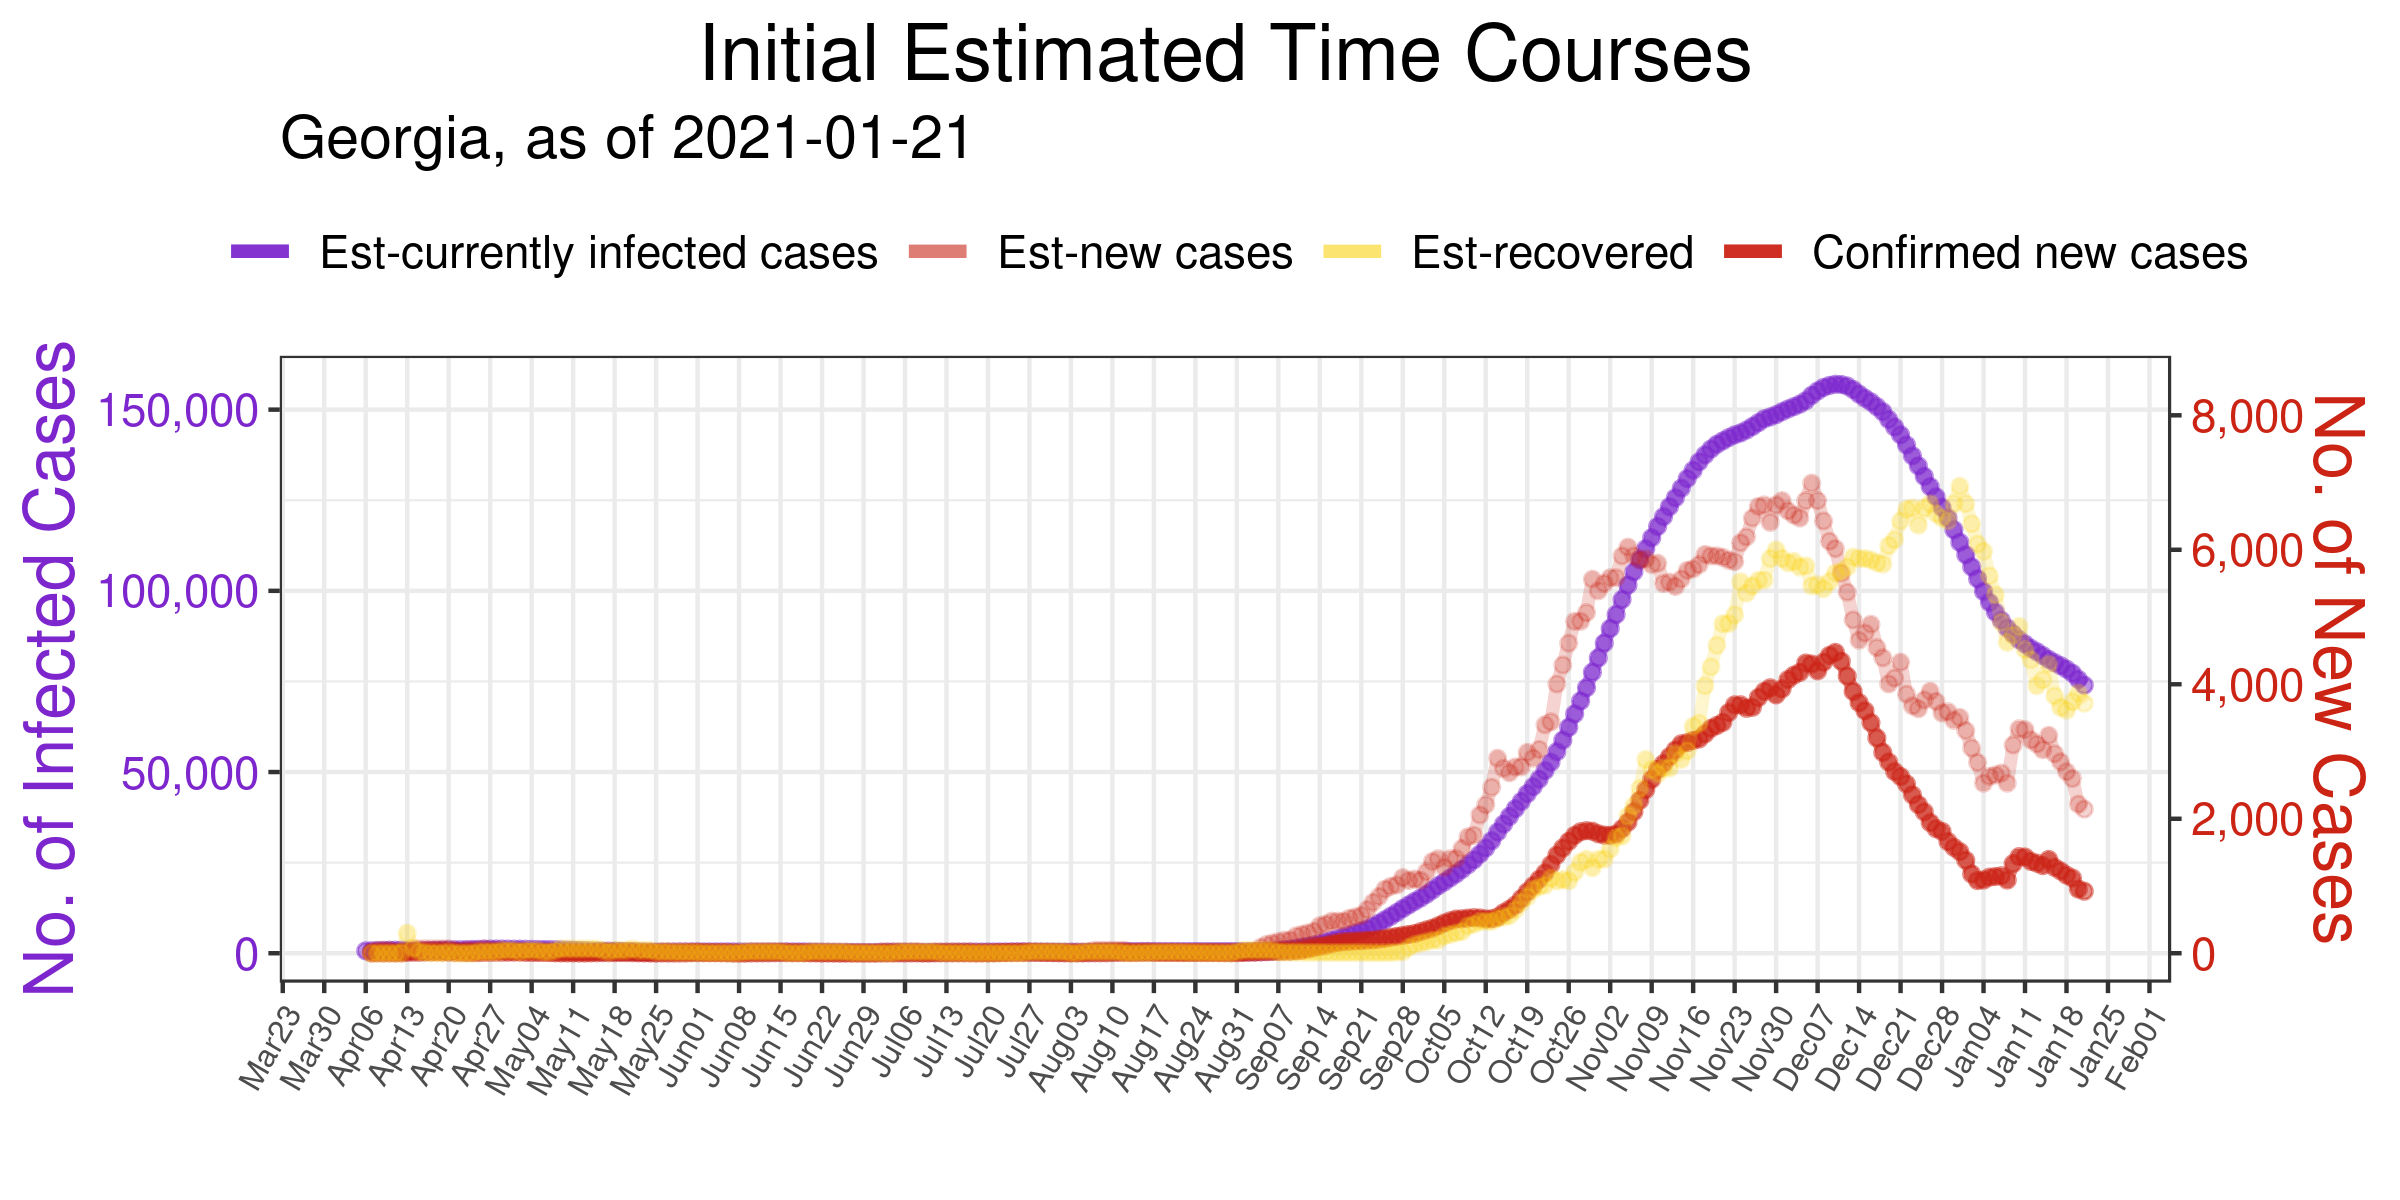 Initial Estimated Time Courses
Georgia, as of 2021-01-21
Est-currently infected cases Est-new cases Est-recovered Confirmed new cases
No. of Infected Cases
150,000
100,000
50,000
0
8,000
6,000
4,000
2,000
0
No. of New Cases
Mar23 Mar30 Apr06 Apr13 Apr20 Apr27 May04 May11 May18 May25 Jun01 Jun08 Jun15 Jun22 Jun29 Jul06 Jul13 Jul20 Jul27 Aug03 Aug10 Aug17 Aug24 Aug31 Sep07 Sep14 Sep21 Sep28 Oct05 Oct12 Oct19 Oct26 Nov02 Nov09 Nov16 Nov23 Nov30 Dec07 Dec14 Dec21 Dec28 Jan04 Jan11 Jan18 Jan25 Feb01